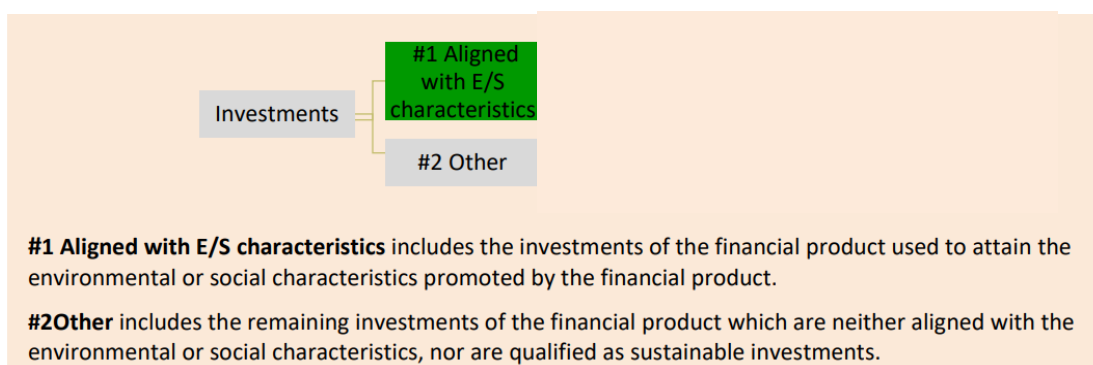 #1 Aligned
with E/S
characteristics
Investments
#2 Other
#1 Aligned with E/S characteristics includes the investments of the financial product used to attain the
environmental or social characteristics promoted by the financial product.
#2Other includes the remaining investments of the financial product which are neither aligned with the
environmental or social characteristics, nor are qualified as sustainable investments.